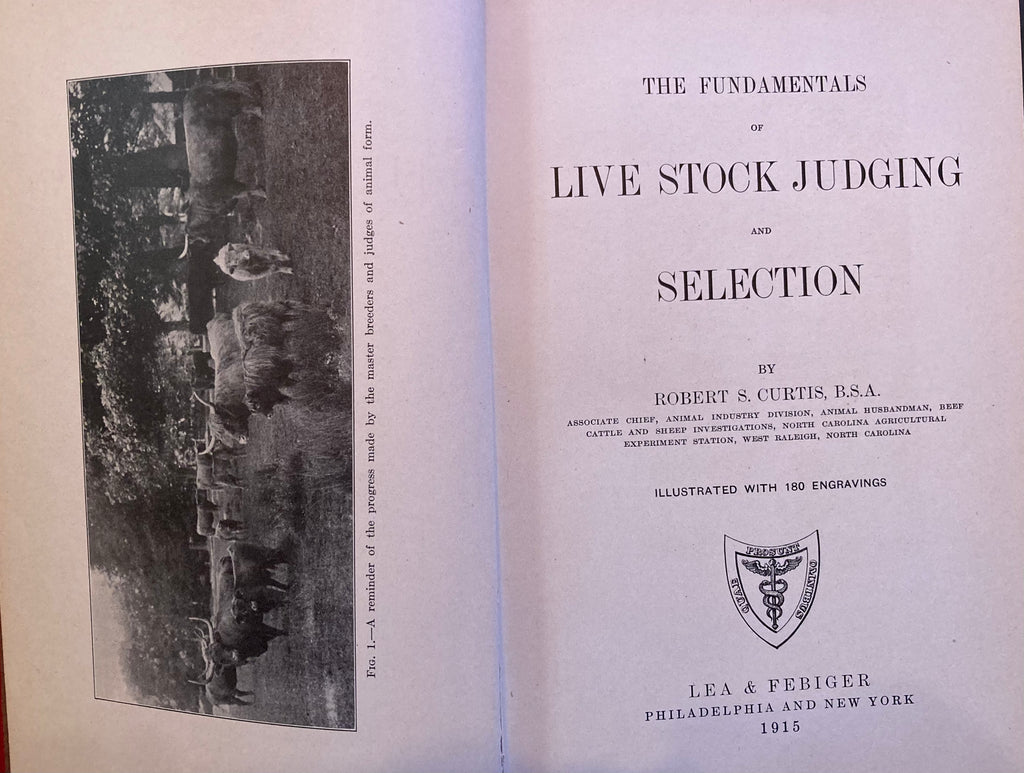 Fig. 1.—A reminder of the progress made by the master breeders and judges of animal form.
THE FUNDAMENTALS
OF
LIVE STOCK JUDGING
AND
SELECTION
BY
ROBERT S. CURTIS, B.S.A.
ASSOCIATE CHIEF, ANIMAL INDUSTRY DIVISION, ANIMAL HUSBANDMAN, BEEF
CATTLE AND SHEEP INVESTIGATIONS, NORTH CAROLINA AGRICULTURAL
EXPERIMENT STATION, WEST RALEIGH, NORTH CAROLINA
ILLUSTRATED WITH 180 ENGRAVINGS
QUAE
PROSUNT
OMNIBUS
LEA & FEBIGER
PHILADELPHIA AND NEW YORK
1915